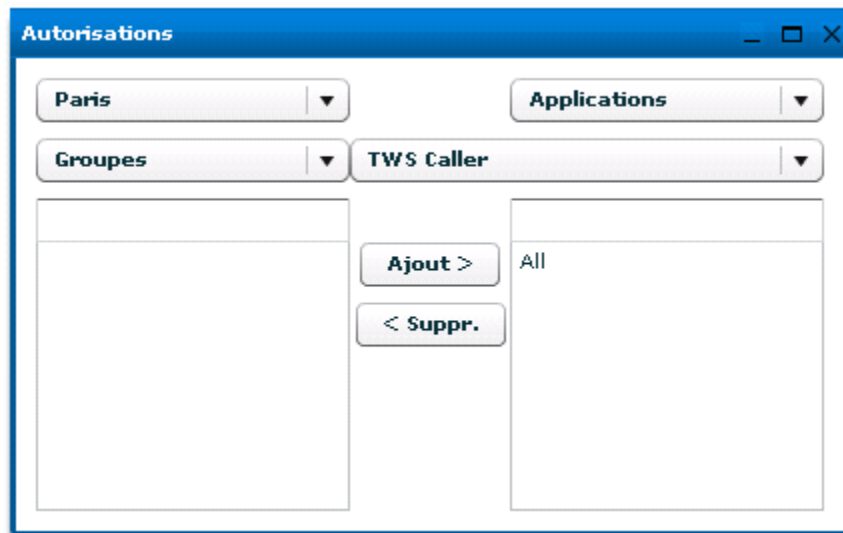 Autorisations
Paris
Applications
Groupes
TWS Caller
Ajout >
All
< Suppr.